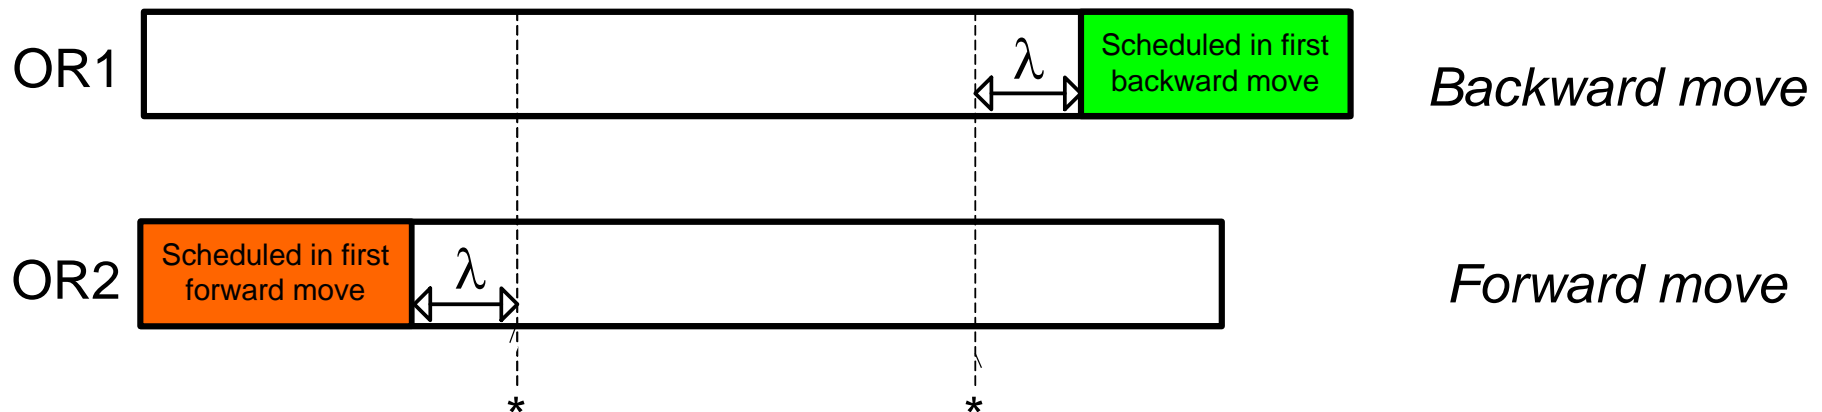 OR1
λ
Scheduled in first
backward move
Backward move
OR2
Scheduled in first
forward move
λ
Forward move
* *